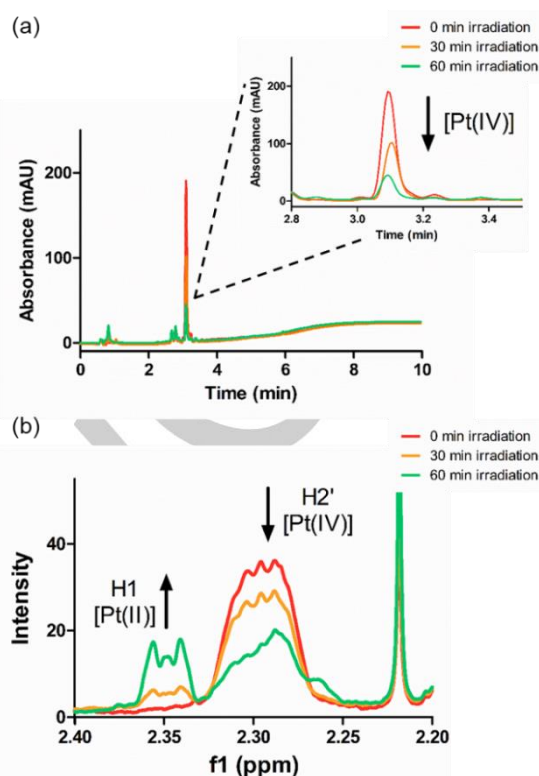 (a)
0 min irradiation
30 min irradiation
60 min irradiation
Absorbance (mAU)
200
100
0
[Pt(IV)]
2.8 3.0 3.2 3.4
Time (min)
Absorbance (mAU)
200
100
0
0 2 4 6 8 10
Time (min)
(b)
0 min irradiation
30 min irradiation
60 min irradiation
H2'
[Pt(IV)]
H1
[Pt(II)]
Intensity
40
20
0
2.40 2.35 2.30 2.25 2.20
f1 (ppm)